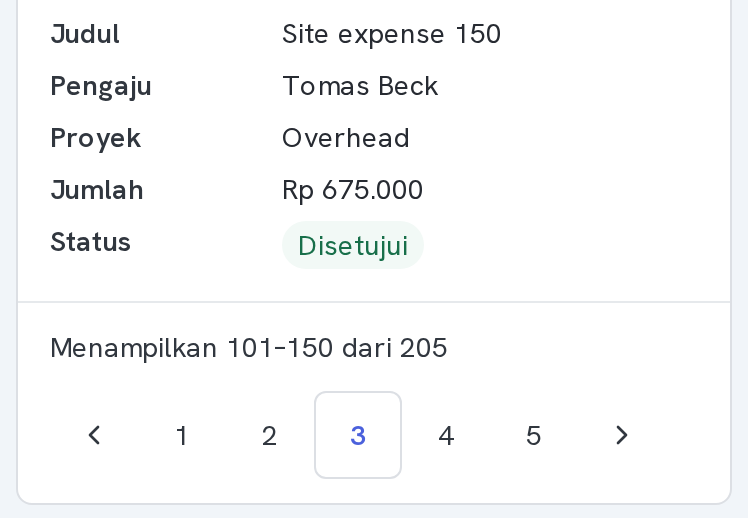 Judul Site expense 150
Pengaju Tomas Beck
Proyek Overhead
Jumlah Rp 675.000
Status Disetujui
Menampilkan 101–150 dari 205
1 2 3 4 5